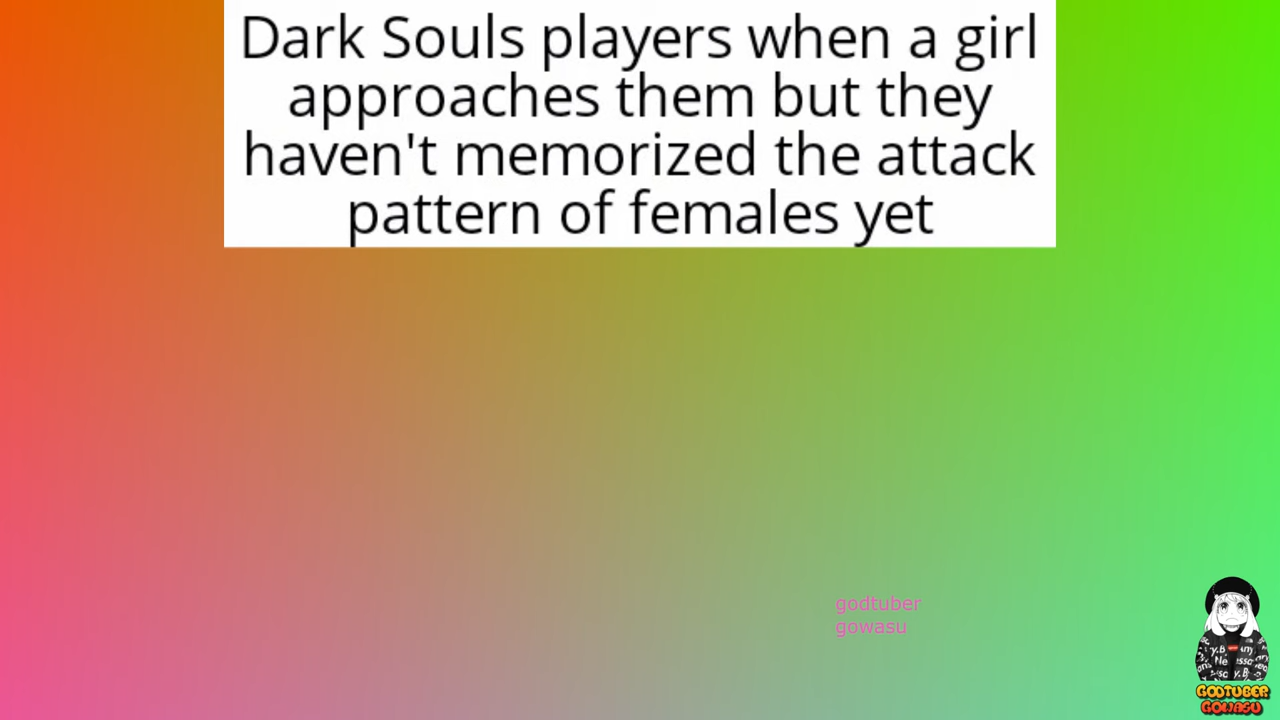 Dark Souls players when a girl
approaches them but they
haven't memorized the attack
pattern of females yet
godtuber
gowasu
GODTUBER
GOWASU